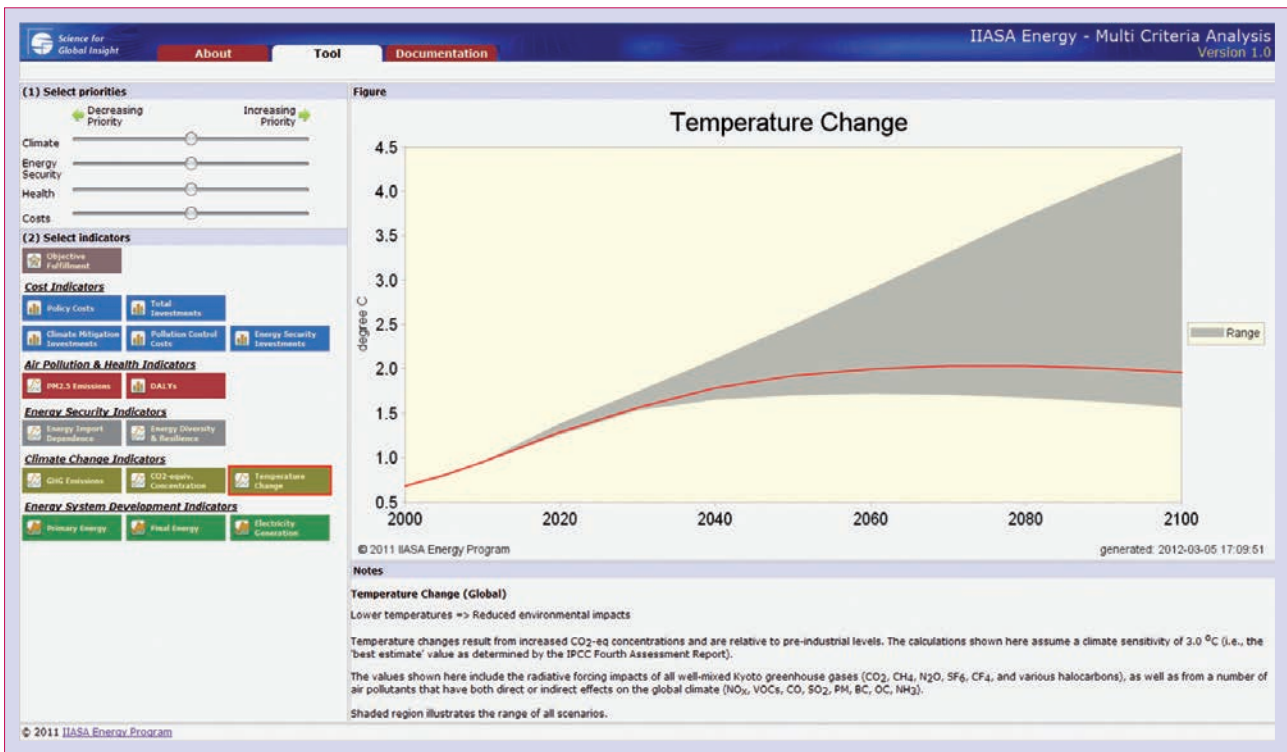 Science for
Global Insight
About
Tool
Documentation
IIASA Energy - Multi Criteria Analysis
Version 1.0
(1) Select priorities
Decreasing
Priority
Increasing
Priority
Climate
Energy
Security
Health
Costs
(2) Select indicators
Objective
Fulfillment
Cost Indicators
Policy Costs
Total
Investments
Climate Mitigation
Investments
Pollution Control
Costs
Energy Security
Investments
Air Pollution & Health Indicators
PM2.5 Emissions
DALYs
Energy Security Indicators
Energy Import
Dependence
Energy Diversity
& Resilience
Climate Change Indicators
GHG Emissions
CO2-equiv.
Concentration
Temperature
Change
Energy System Development Indicators
Primary Energy
Final Energy
Electricity
Generation
Figure
Temperature Change
degree C
4.5
4.0
3.5
3.0
2.5
2.0
1.5
1.0
0.5
2000 2020 2040 2060 2080 2100
Range
© 2011 IIASA Energy Program
generated: 2012-03-05 17:09:51
Notes
Temperature Change (Global)
Lower temperatures => Reduced environmental impacts
Temperature changes result from increased CO2-eq concentrations and are relative to pre-industrial levels. The calculations shown here assume a climate sensitivity of 3.0 °C (i.e., the
'best estimate' value as determined by the IPCC Fourth Assessment Report).
The values shown here include the radiative forcing impacts of all well-mixed Kyoto greenhouse gases (CO2, CH4, N2O, SF6, CF4, and various halocarbons), as well as from a number of
air pollutants that have both direct or indirect effects on the global climate (NOx, VOCs, CO, SO2, PM, BC, OC, NH3).
Shaded region illustrates the range of all scenarios.
© 2011 IIASA Energy Program